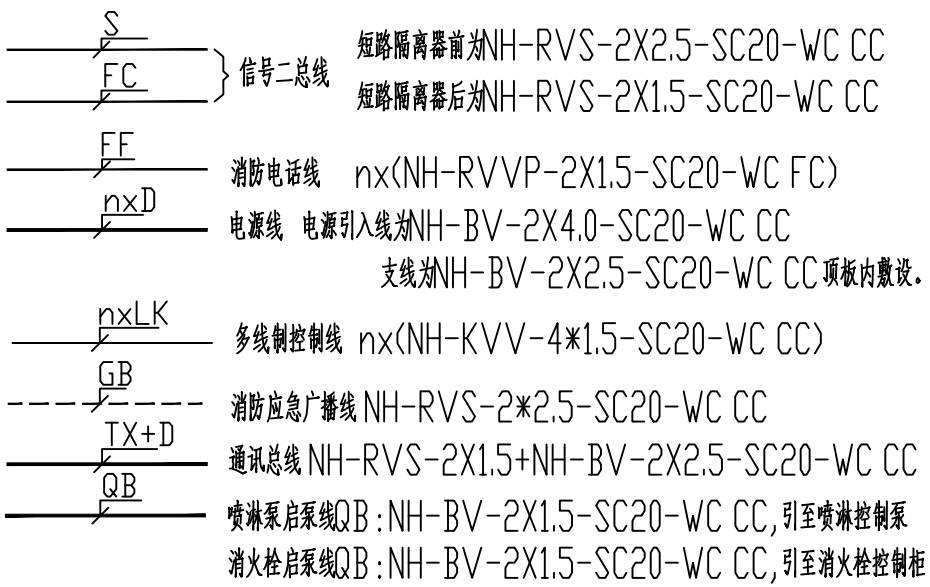 S
短路隔离器前为NH-RVS-2X2.5-SC20-WC CC
信号二总线
FC
短路隔离器后为NH-RVS-2X1.5-SC20-WC CC
FF
消防电话线 nx(NH-RVVP-2X1.5-SC20-WC FC)
nxD
电源线 电源引入线为NH-BV-2X4.0-SC20-WC CC
支线为NH-BV-2X2.5-SC20-WC CC顶板内敷设。
nxLK
多线制控制线 nx(NH-KVV-4*1.5-SC20-WC CC)
GB
消防应急广播线 NH-RVS-2*2.5-SC20-WC CC
TX+D
通讯总线 NH-RVS-2X1.5+NH-BV-2X2.5-SC20-WC CC
QB
喷淋泵启泵线QB:NH-BV-2X1.5-SC20-WC CC,引至喷淋控制泵
消火栓启泵线QB:NH-BV-2X1.5-SC20-WC CC,引至消火栓控制柜